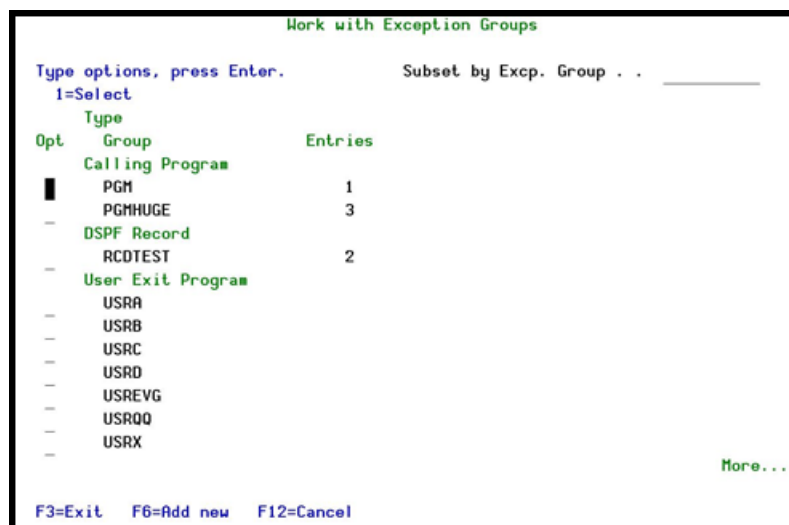 Work with Exception Groups
Type options, press Enter. Subset by Excp. Group . . __________
1=Select
Type
Opt Group Entries
Calling Program
PGM 1
_ PGMHUGE 3
DSPF Record
_ RCDTEST 2
User Exit Program
_ USRA
_ USRB
_ USRC
_ USRD
_ USREVG
_ USRQQ
_ USRX
More...
F3=Exit F6=Add new F12=Cancel